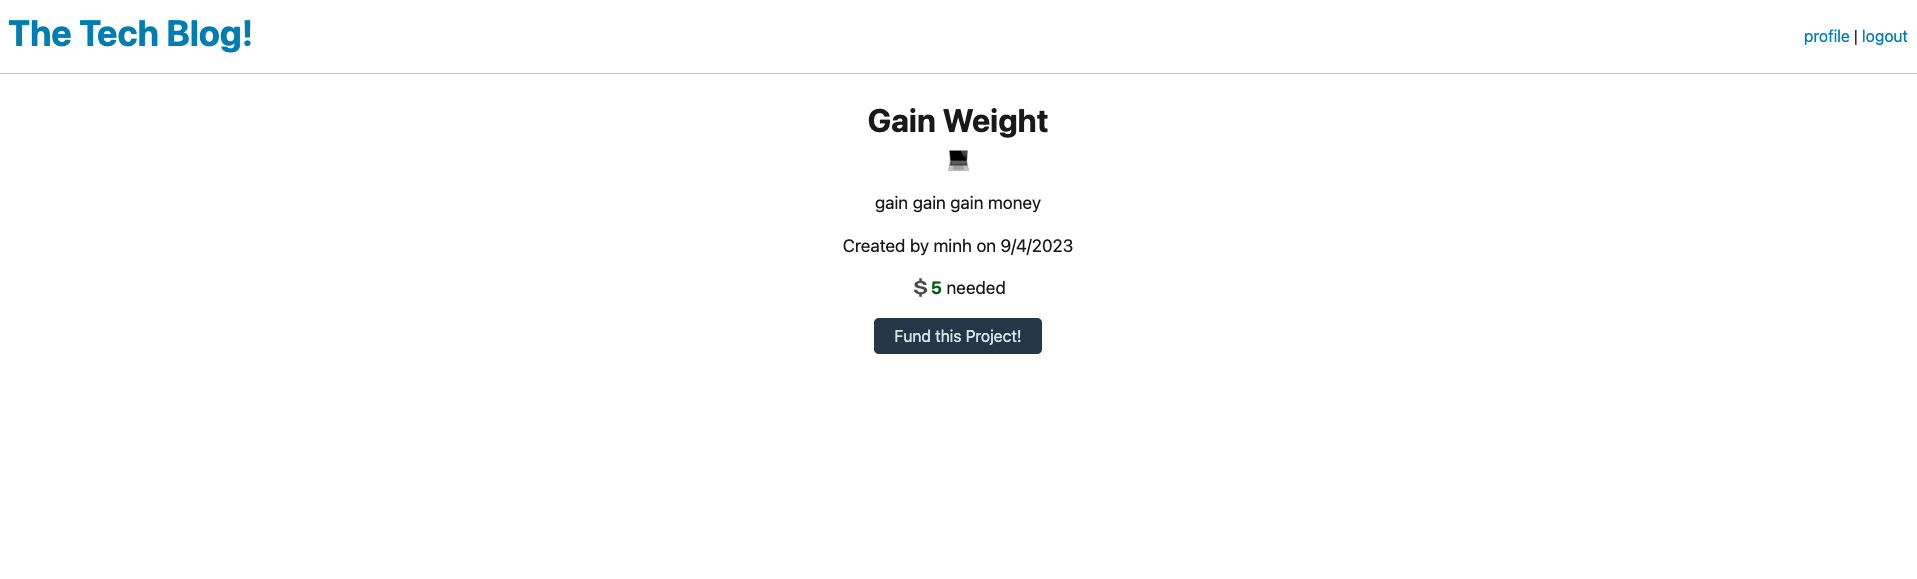 The Tech Blog!
profile | logout
Gain Weight
gain gain gain money
Created by minh on 9/4/2023
$ 5 needed
Fund this Project!